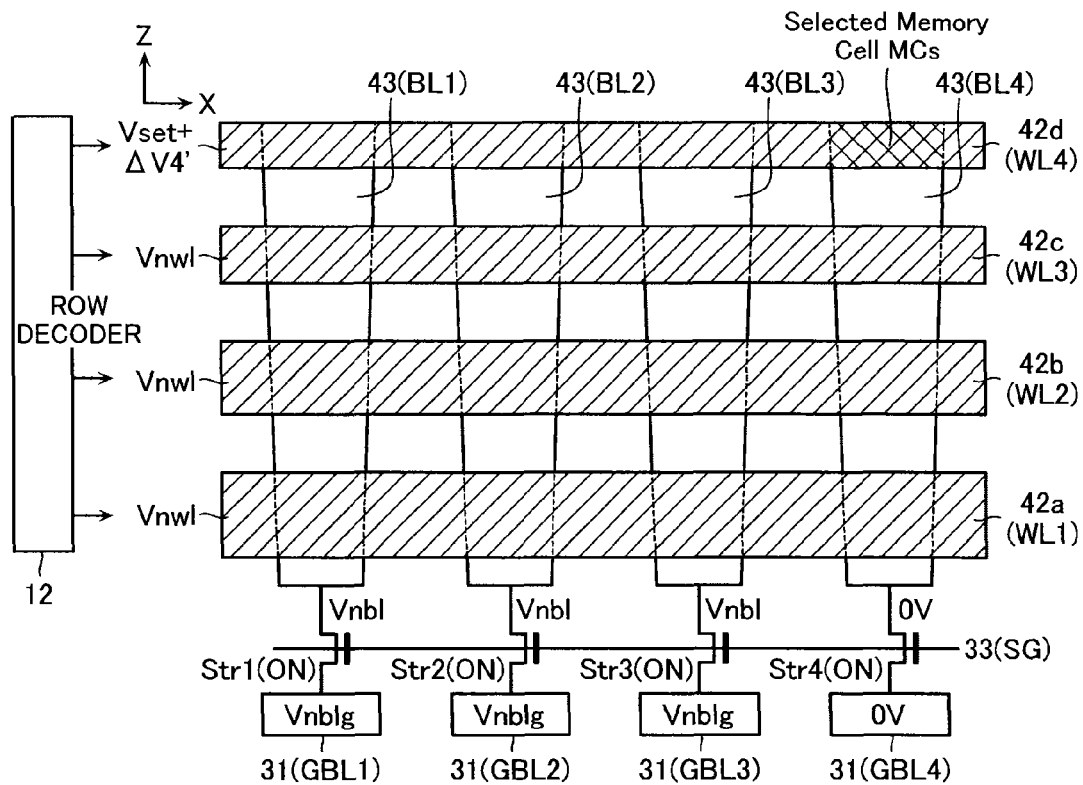 Selected Memory
Cell MCs
Z
X
43(BL1)
43(BL2)
43(BL3)
43(BL4)
Vset+
ΔV4'
42d
(WL4)
Vnwl
42c
(WL3)
ROW
DECODER
Vnwl
42b
(WL2)
Vnwl
42a
(WL1)
12
Vnbl
Vnbl
Vnbl
0V
33(SG)
Str1(ON)
Str2(ON)
Str3(ON)
Str4(ON)
Vnblg
Vnblg
Vnblg
0V
31(GBL1)
31(GBL2)
31(GBL3)
31(GBL4)